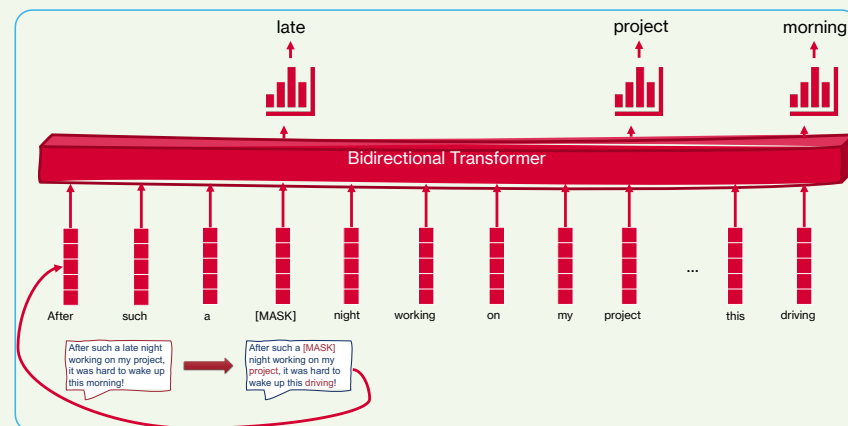 late project morning
Bidirectional Transformer
After such a [MASK] night working on my project ... this driving
After such a late night
working on my project,
it was hard to wake up
this morning!
After such a [MASK]
night working on my
project, it was hard to
wake up this driving!